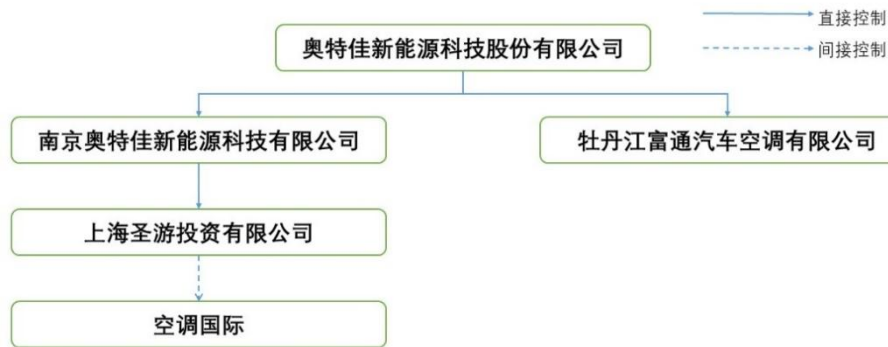 直接控制
奥特佳新能源科技股份有限公司
间接控制
南京奥特佳新能源科技有限公司
牡丹江富通汽车空调有限公司
上海圣游投资有限公司
空调国际